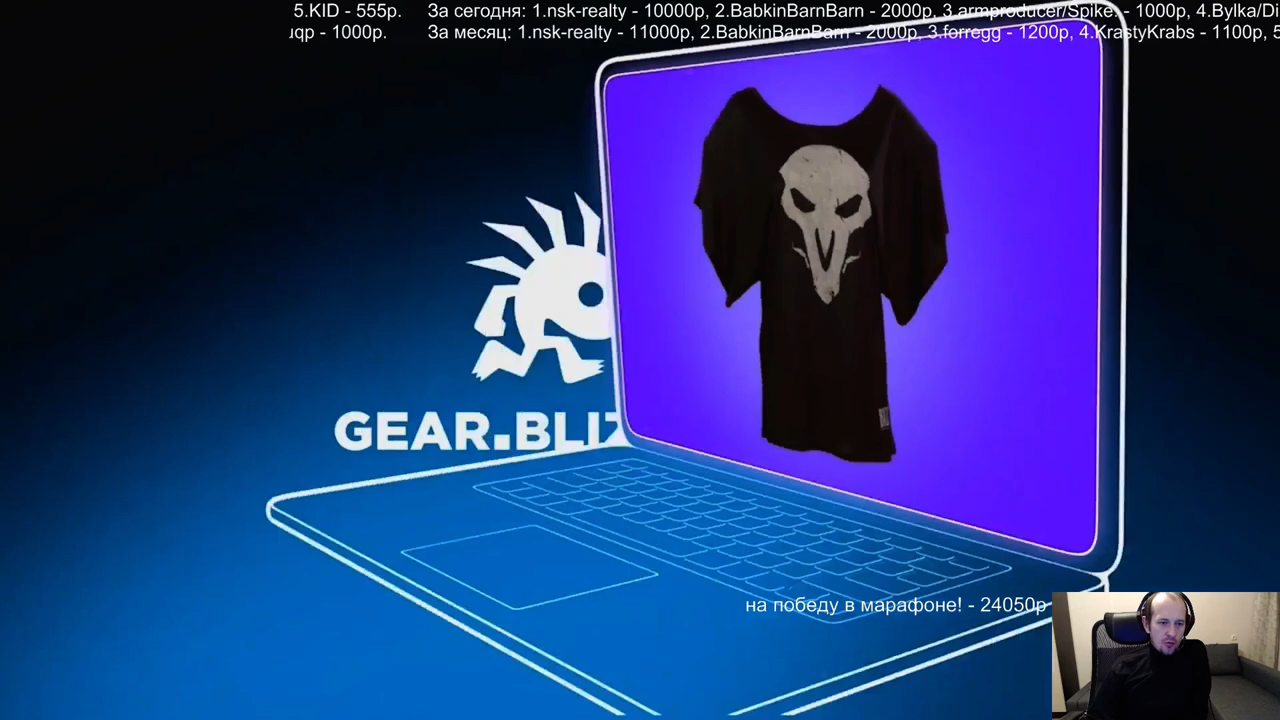 5.KID - 555р. За сегодня: 1.nsk-realty - 10000р, 2.BabkinBarnBarn - 2000р, 3.armproducer/Spike. - 1000р, 4.Bylka/Di
qp - 1000р. За месяц: 1.nsk-realty - 11000р, 2.BabkinBarnBarn - 2000р, 3.forregg - 1200р, 4.KrastyKrabs - 1100р, 5
GEAR.BLIZ
на победу в марафоне! - 24050р